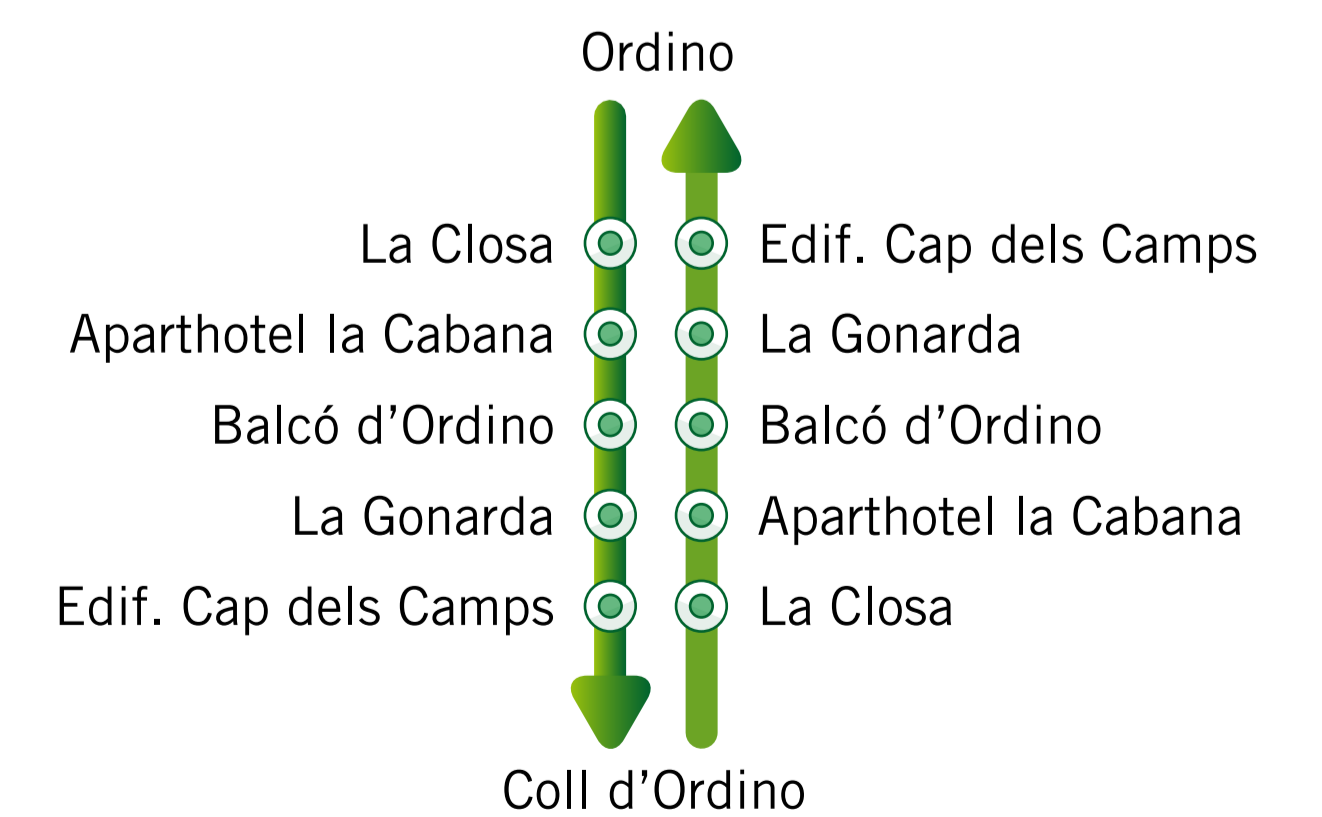 Ordino
La Closa
Edif. Cap dels Camps
Aparthotel la Cabana
La Gonarda
Balcó d’Ordino
Balcó d’Ordino
La Gonarda
Aparthotel la Cabana
Edif. Cap dels Camps
La Closa
Coll d’Ordino